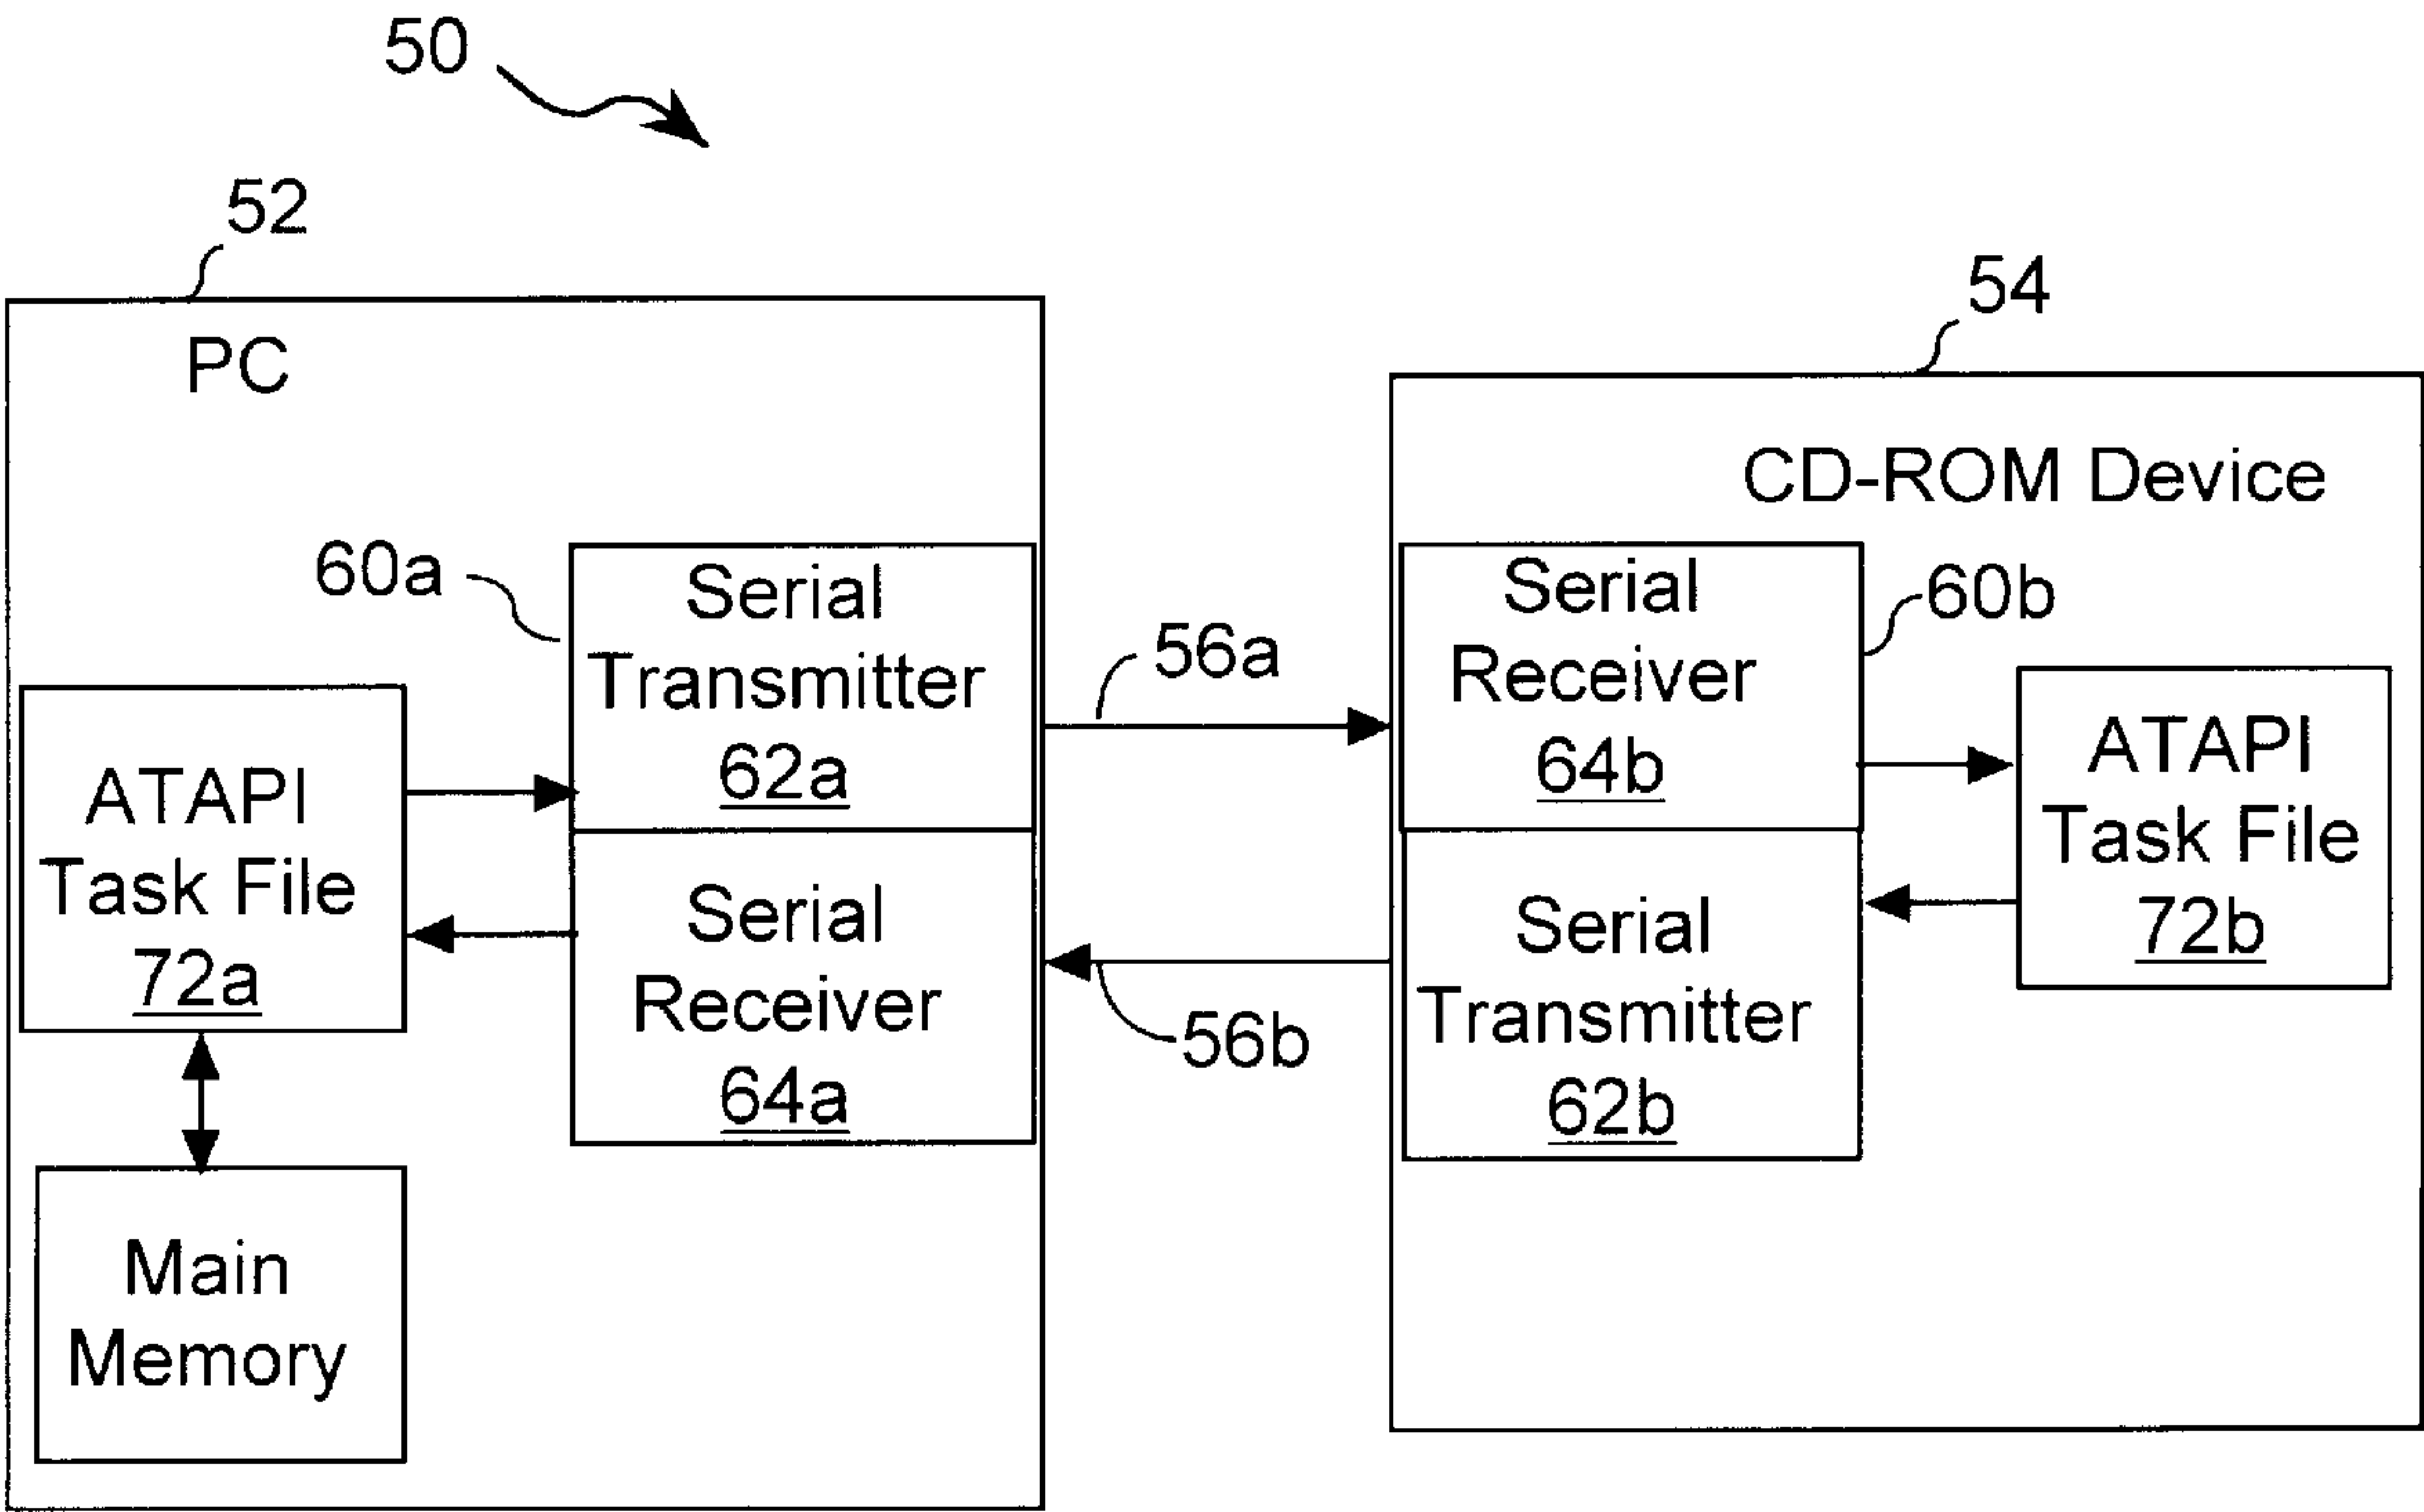 50
52
54
PC
CD-ROM Device
60a
Serial
Transmitter
62a
56a
Serial
Receiver
64b
60b
ATAPI
Task File
72a
ATAPI
Task File
72b
Serial
Receiver
64a
56b
Serial
Transmitter
62b
Main
Memory